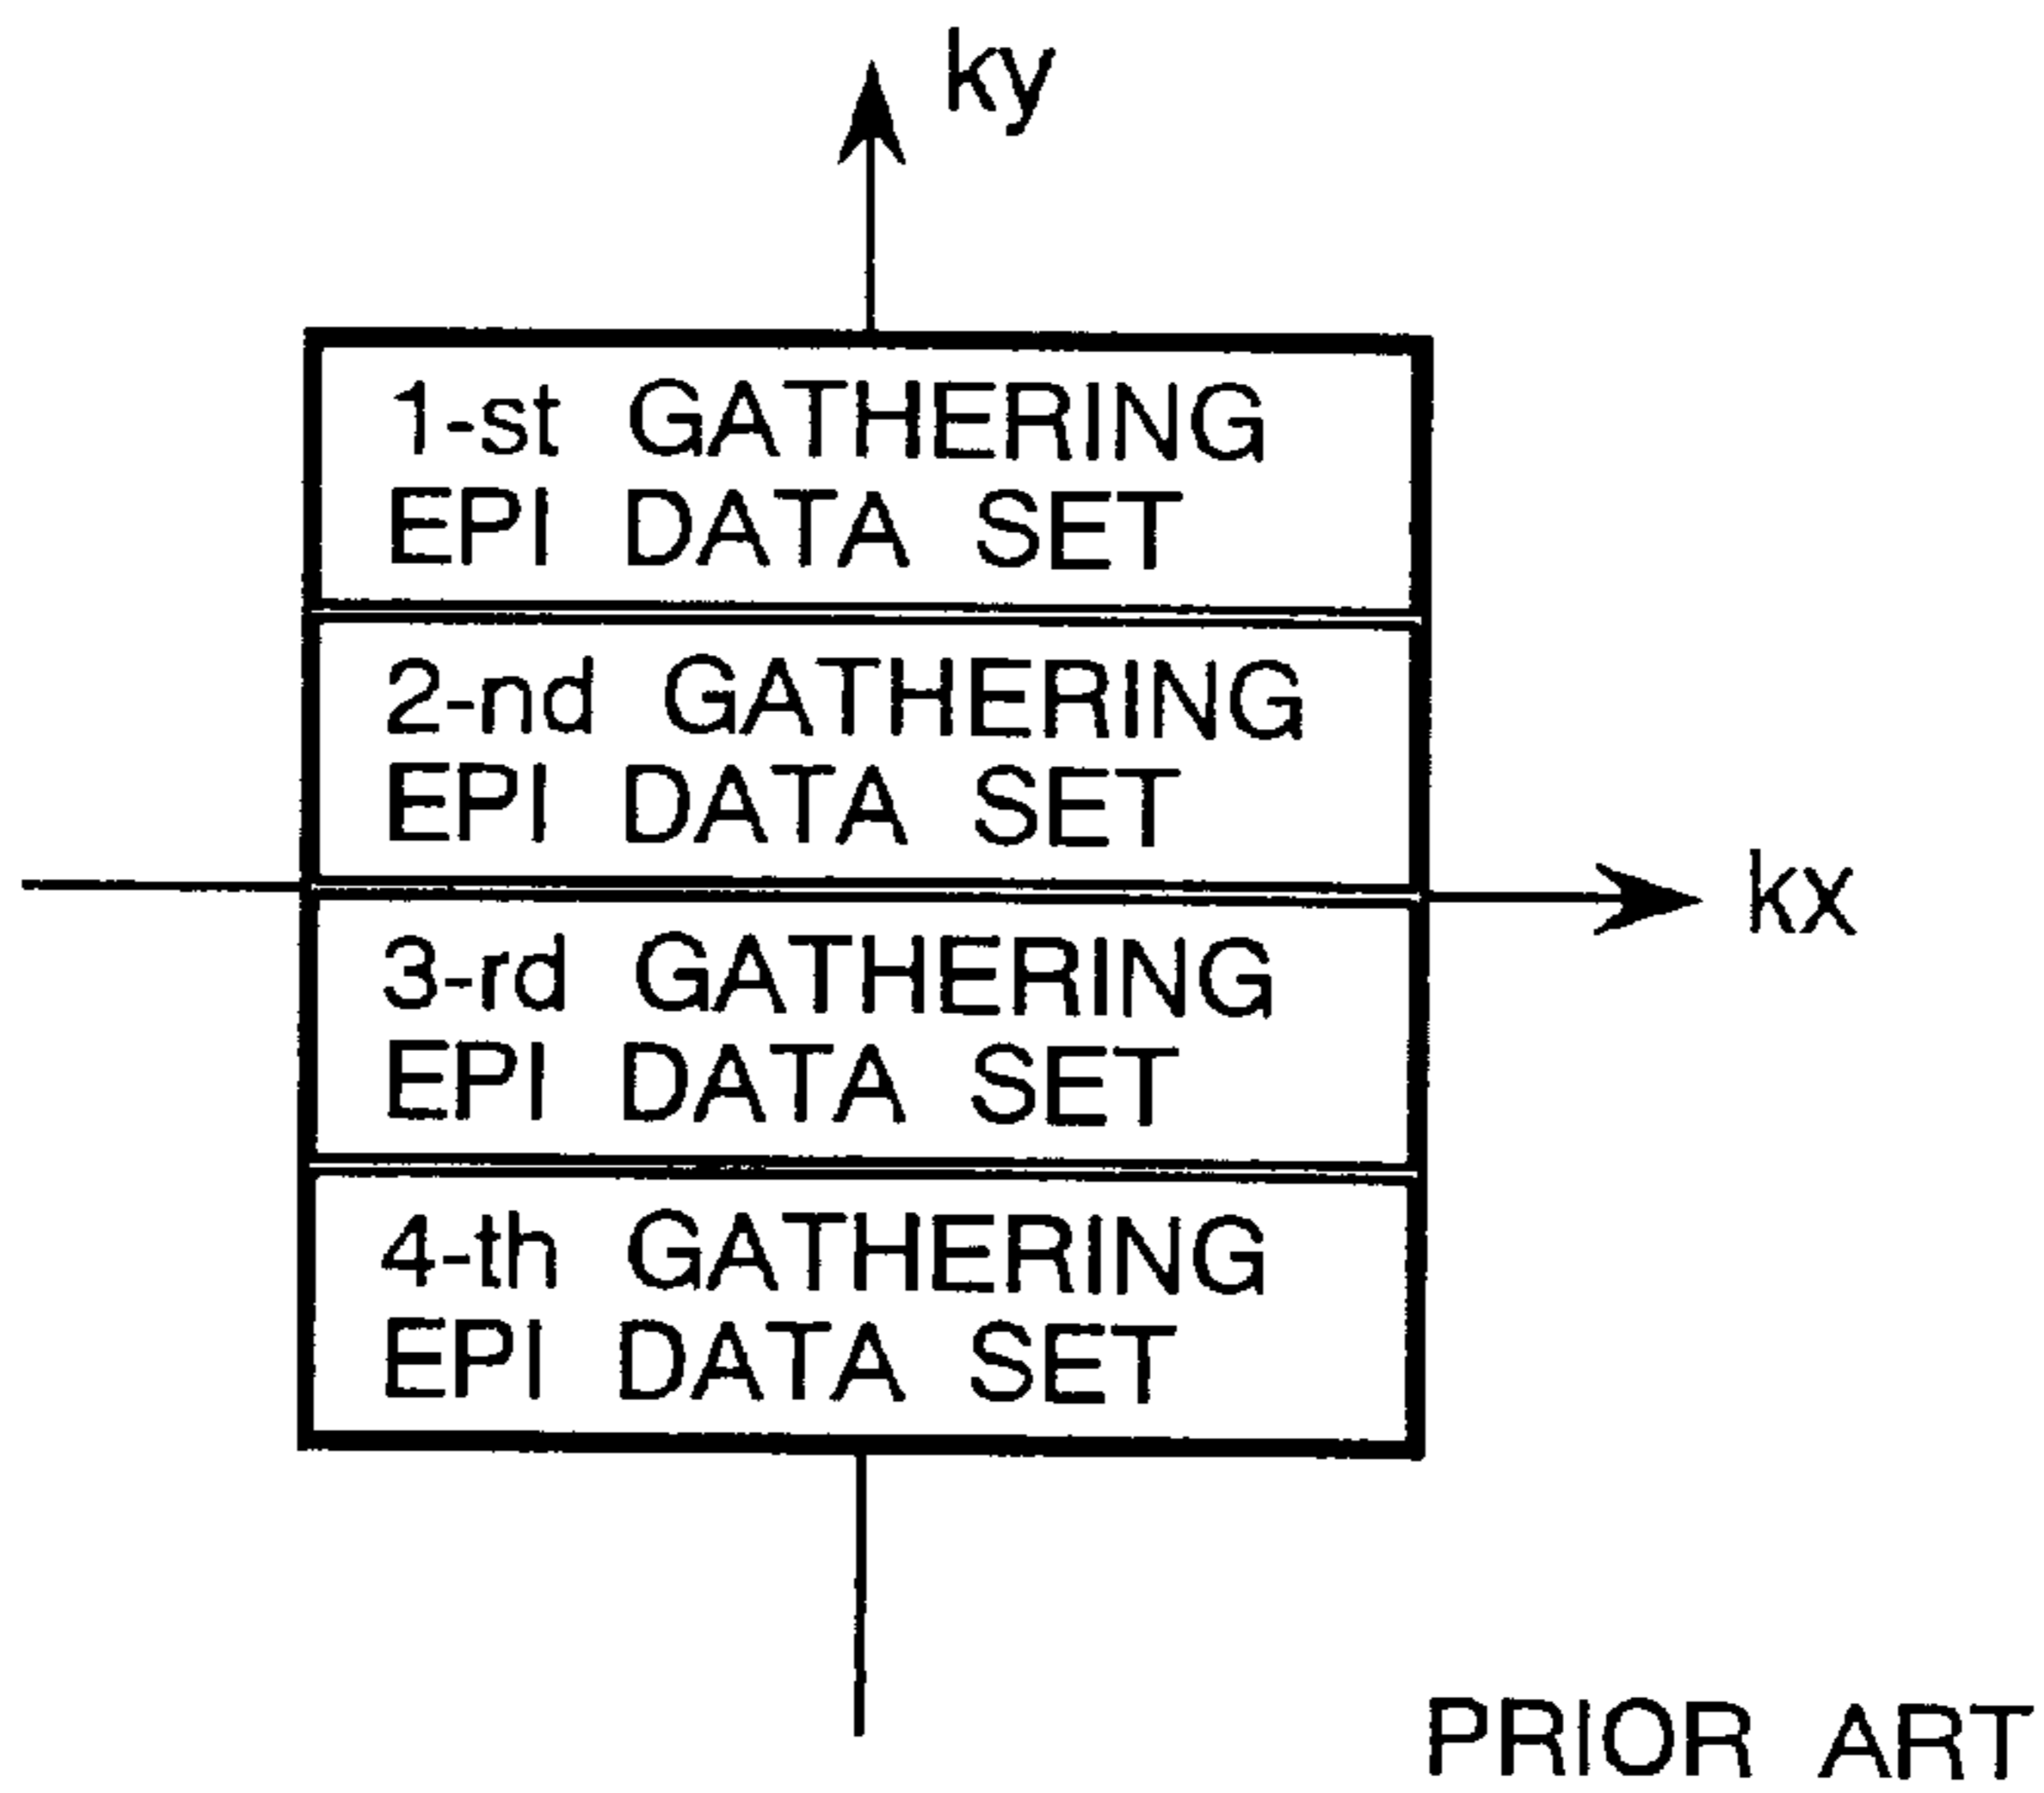 ky
1-st GATHERING
EPI DATA SET
2-nd GATHERING
EPI DATA SET
kx
3-rd GATHERING
EPI DATA SET
4-th GATHERING
EPI DATA SET
PRIOR ART